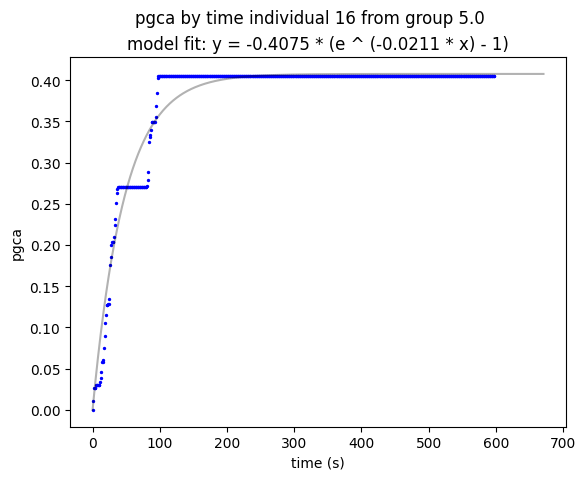 pgca by time individual 16 from group 5.0
model fit: y = -0.4075 * (e ^ (-0.0211 * x) - 1)
0.40
0.35
0.30
0.25
0.20
0.15
0.10
0.05
0.00
pgca
0 100 200 300 400 500 600 700
time (s)